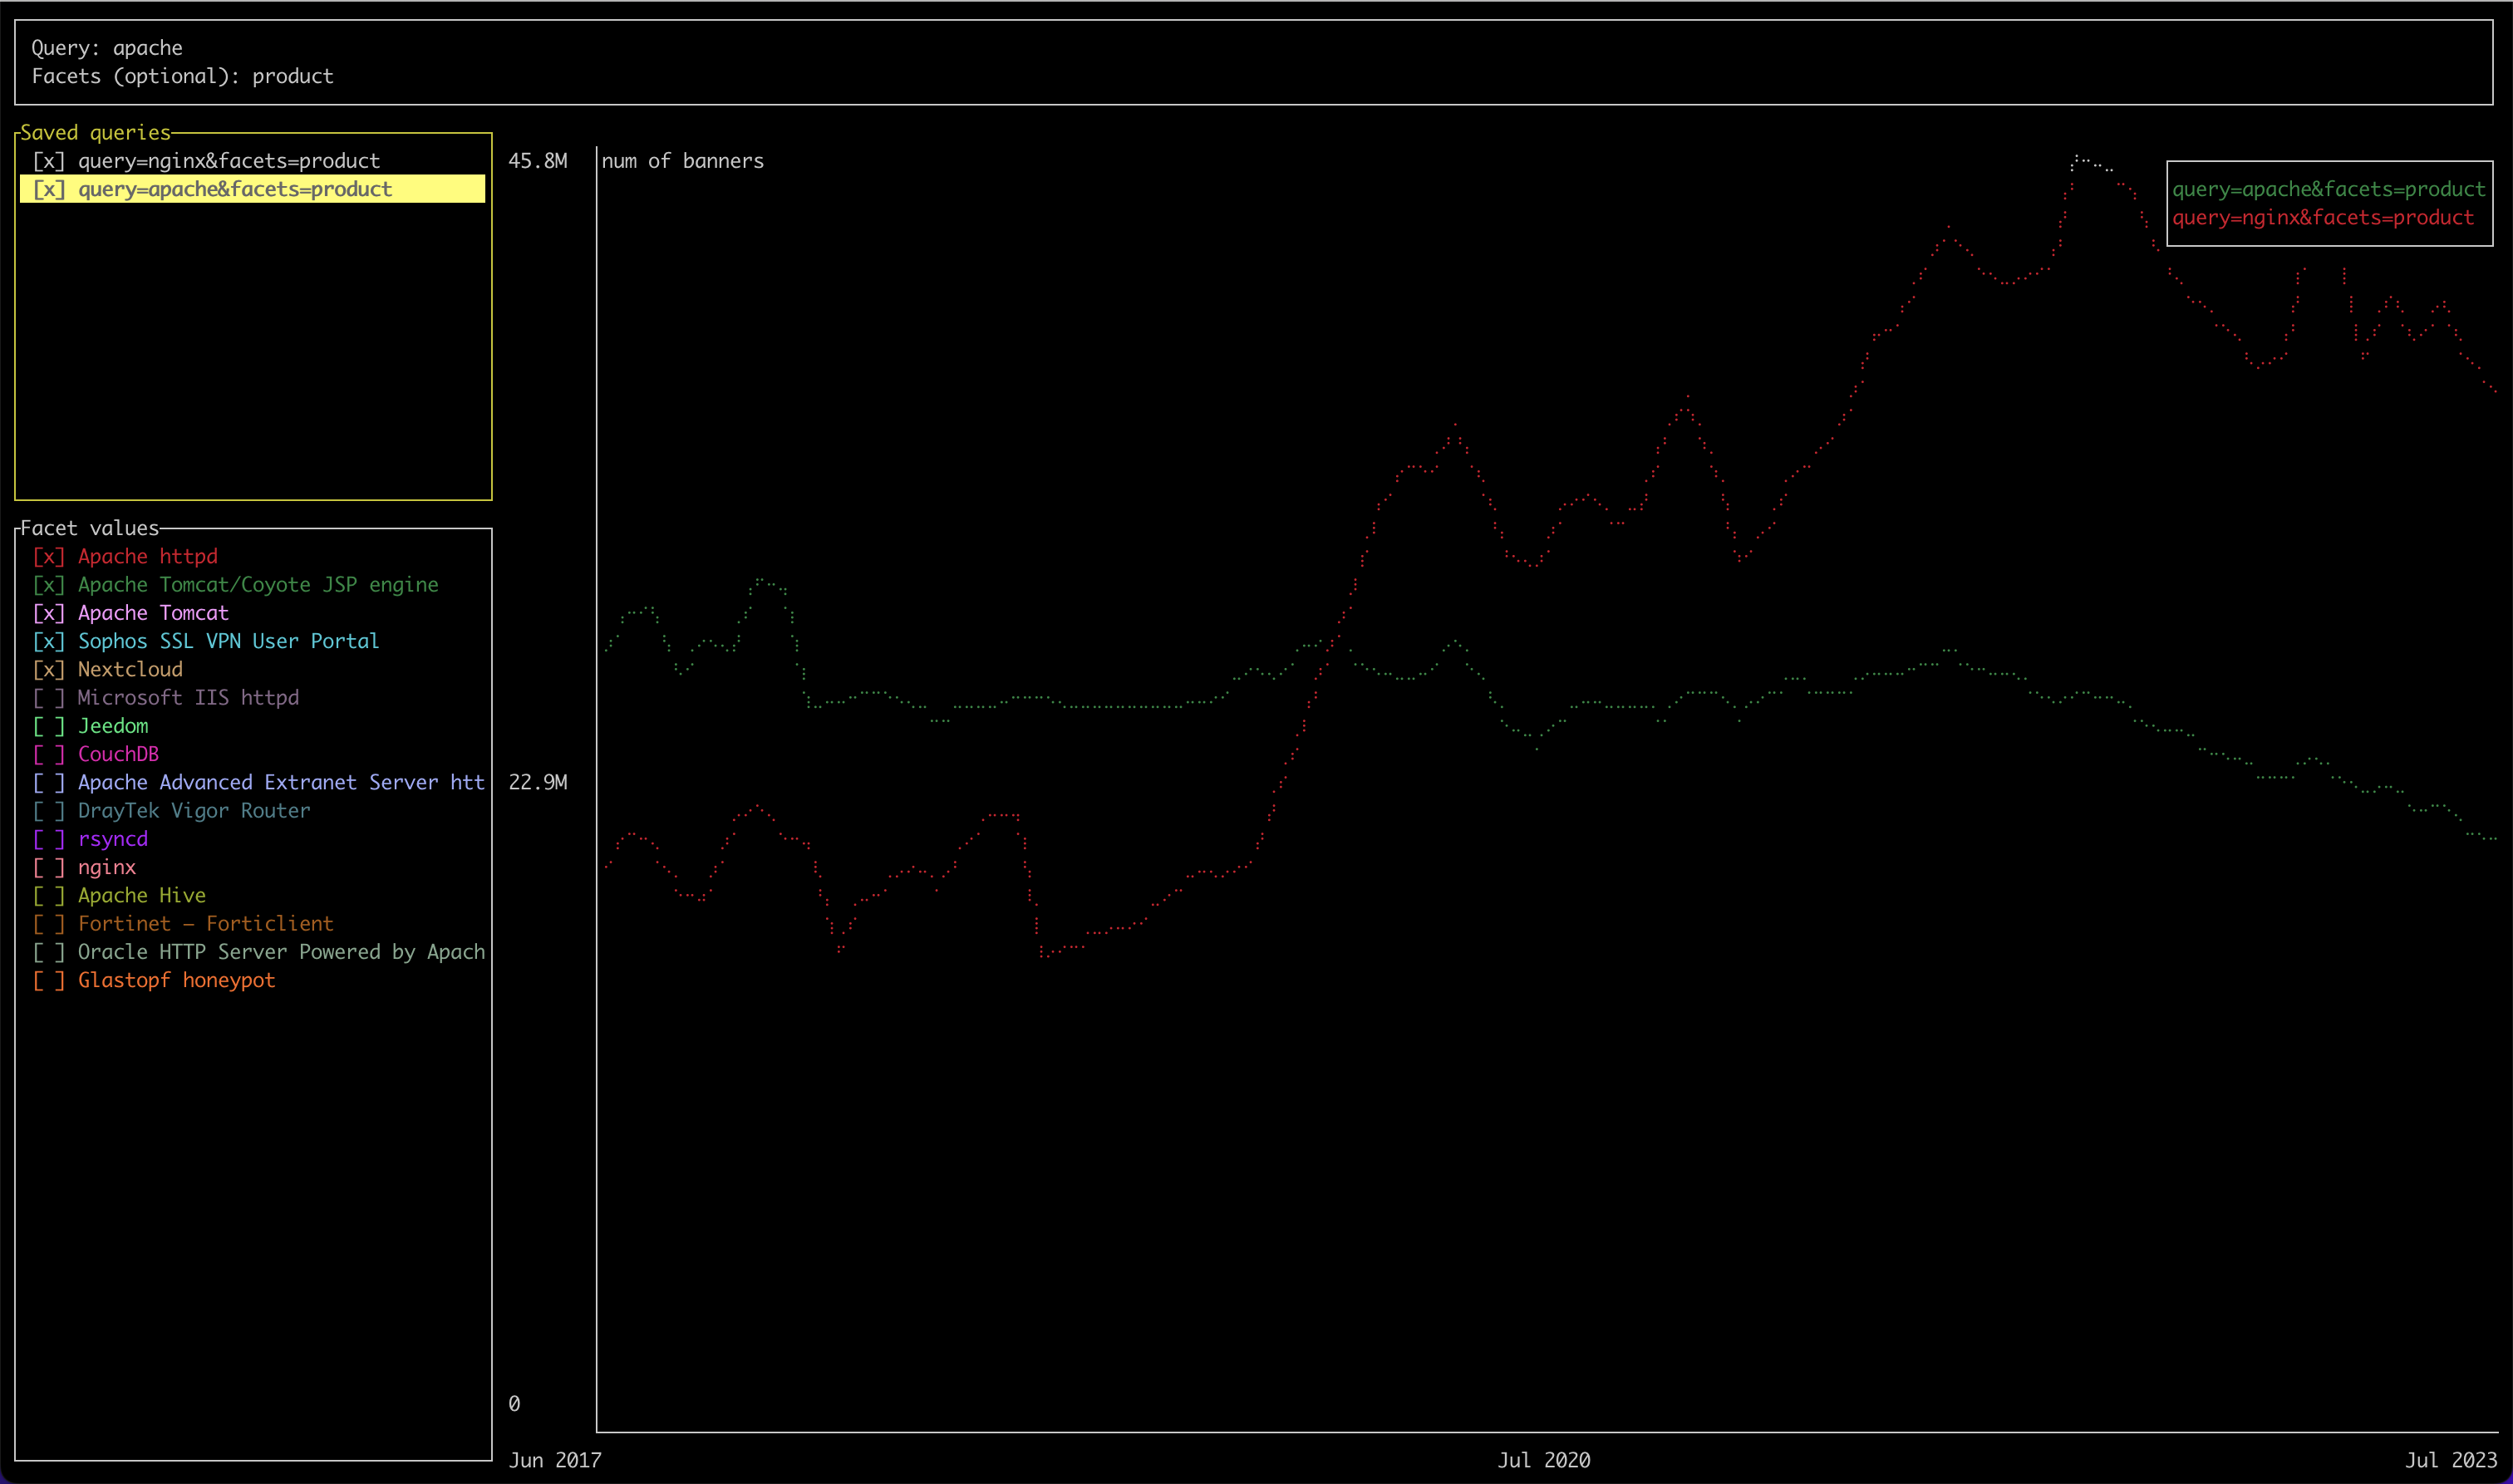 Query: apache
Facets (optional): product
Saved queries
[x] query=nginx&facets=product
[x] query=apache&facets=product
Facet values
[x] Apache httpd
[x] Apache Tomcat/Coyote JSP engine
[x] Apache Tomcat
[x] Sophos SSL VPN User Portal
[x] Nextcloud
[ ] Microsoft IIS httpd
[ ] Jeedom
[ ] CouchDB
[ ] Apache Advanced Extranet Server htt
[ ] DrayTek Vigor Router
[ ] rsyncd
[ ] nginx
[ ] Apache Hive
[ ] Fortinet – Forticlient
[ ] Oracle HTTP Server Powered by Apach
[ ] Glastopf honeypot
45.8M
num of banners
query=apache&facets=product
query=nginx&facets=product
22.9M
0
Jun 2017
Jul 2020
Jul 2023